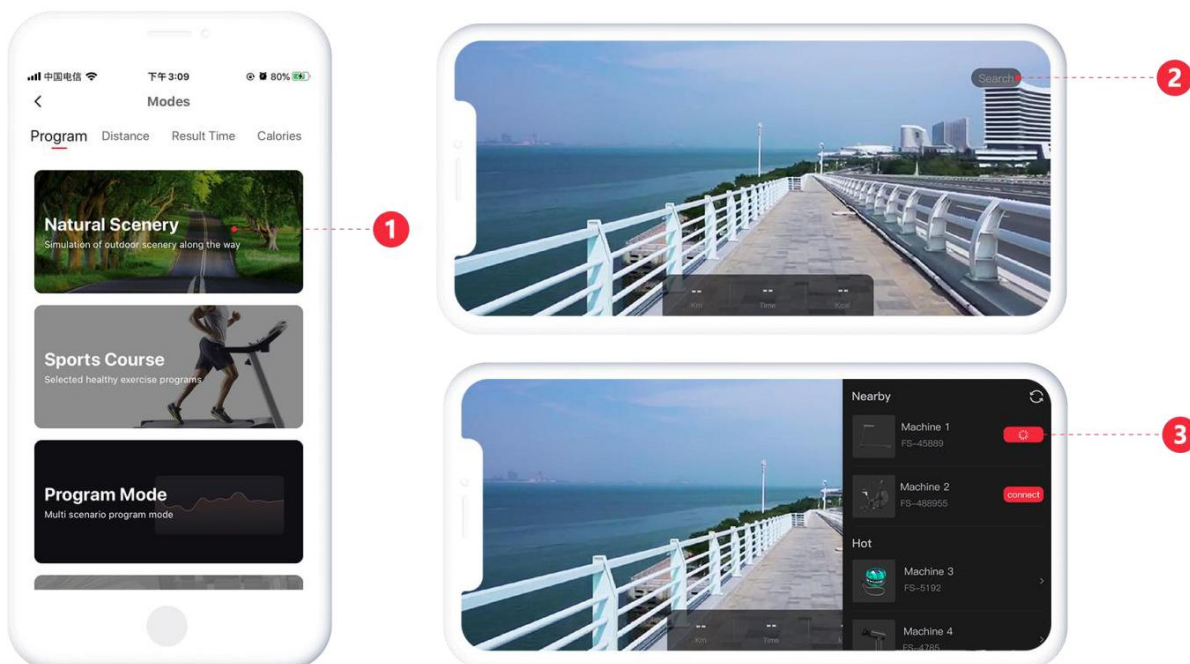 中国电信
下午3:09
80%
Modes
Program
Distance
Result Time
Calories
Natural Scenery
Simulation of outdoor scenery along the way
1
Sports Course
Selected healthy exercise programs
Program Mode
Multi scenario program mode
Search
2
--
--
--
Km
Time
Kcal
Nearby
Machine 1
FS-45889
3
Machine 2
FS-488955
connect
Hot
Machine 3
FS-5192
Machine 4
FS-4785
--
--
Km
Time